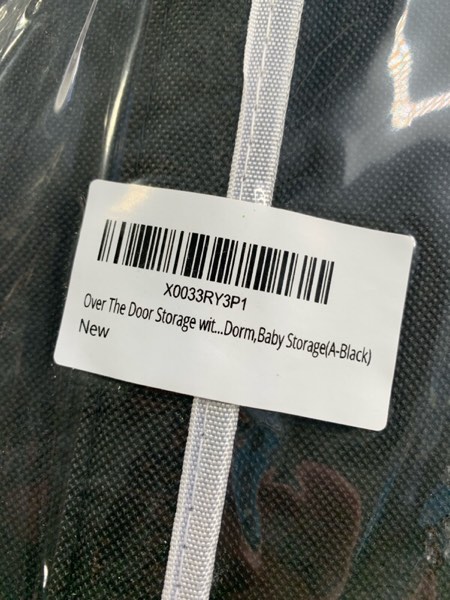 X0033RY3P1
Over The Door Storage wit...Dorm,Baby Storage(A-Black)
New